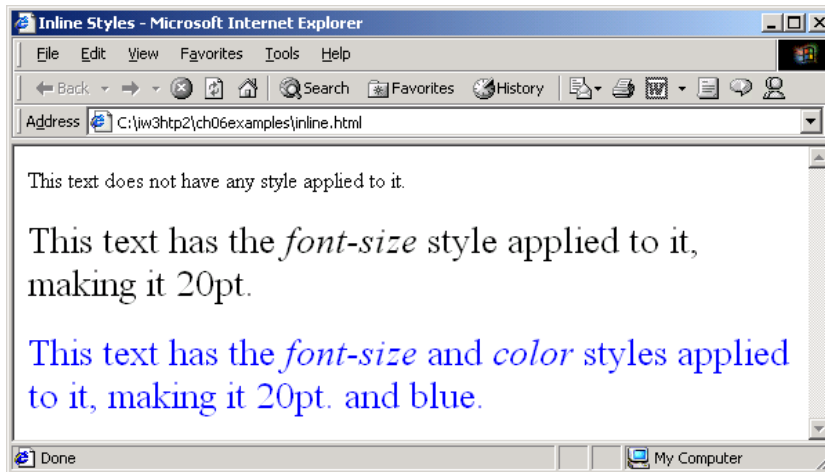 Inline Styles - Microsoft Internet Explorer
File Edit View Favorites Tools Help
Back Search Favorites History
Address C:\iw3htp2\ch06examples\inline.html
This text does not have any style applied to it.
This text has the font-size style applied to it,
making it 20pt.
This text has the font-size and color styles applied
to it, making it 20pt. and blue.
Done My Computer